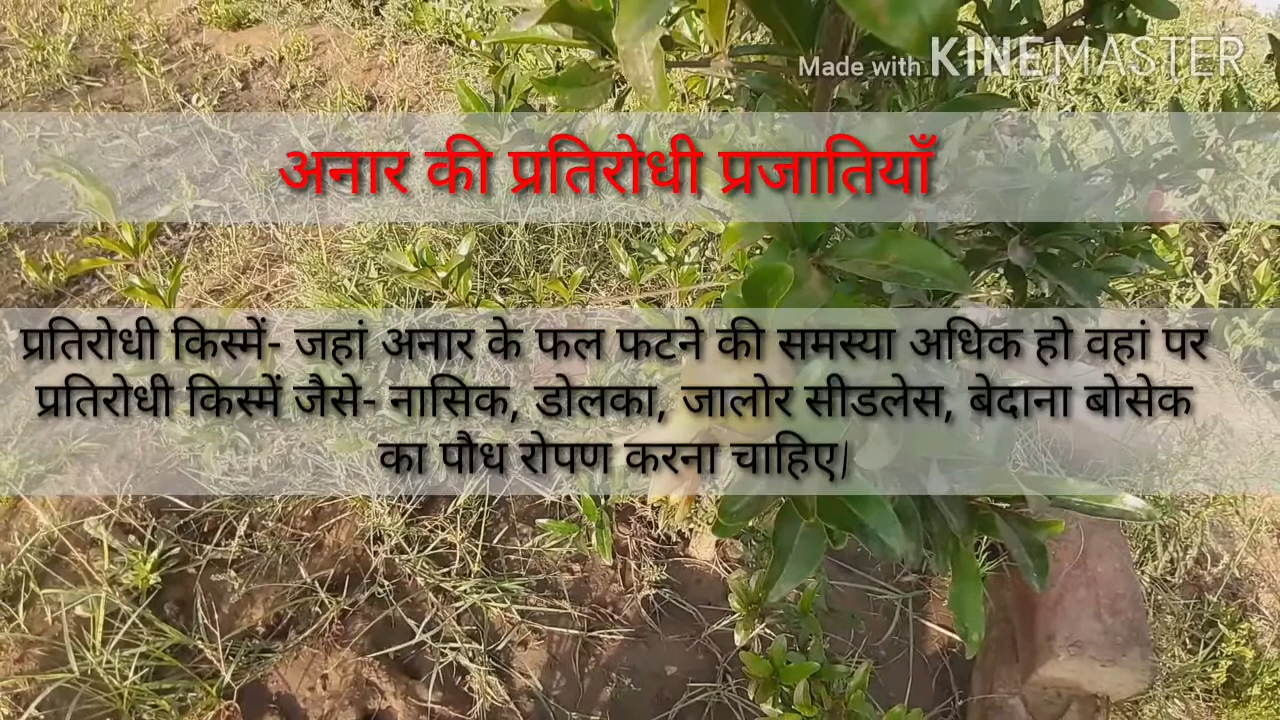 Made with KINEMASTER
अनार की प्रतिरोधी प्रजातियाँ
प्रतिरोधी किस्में- जहां अनार के फल फटने की समस्या अधिक हो वहां पर
प्रतिरोधी किस्में जैसे- नासिक, डोलका, जालोर सीडलेस, बेदाना बोसेक
का पौध रोपण करना चाहिए|